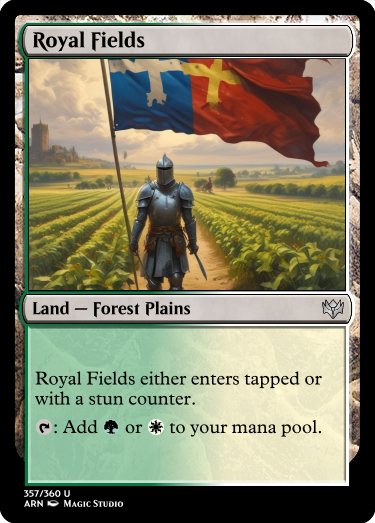 Royal Fields
Land — Forest Plains
Royal Fields either enters tapped or
with a stun counter.
: Add or to your mana pool.
357/360 U
ARN Magic Studio